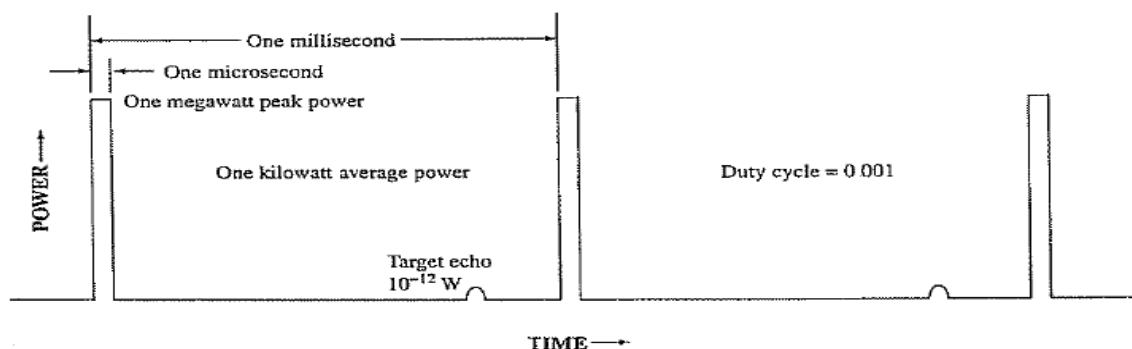 One millisecond
One microsecond
One megawatt peak power
POWER
One kilowatt average power
Duty cycle = 0.001
Target echo
10⁻¹² W
TIME